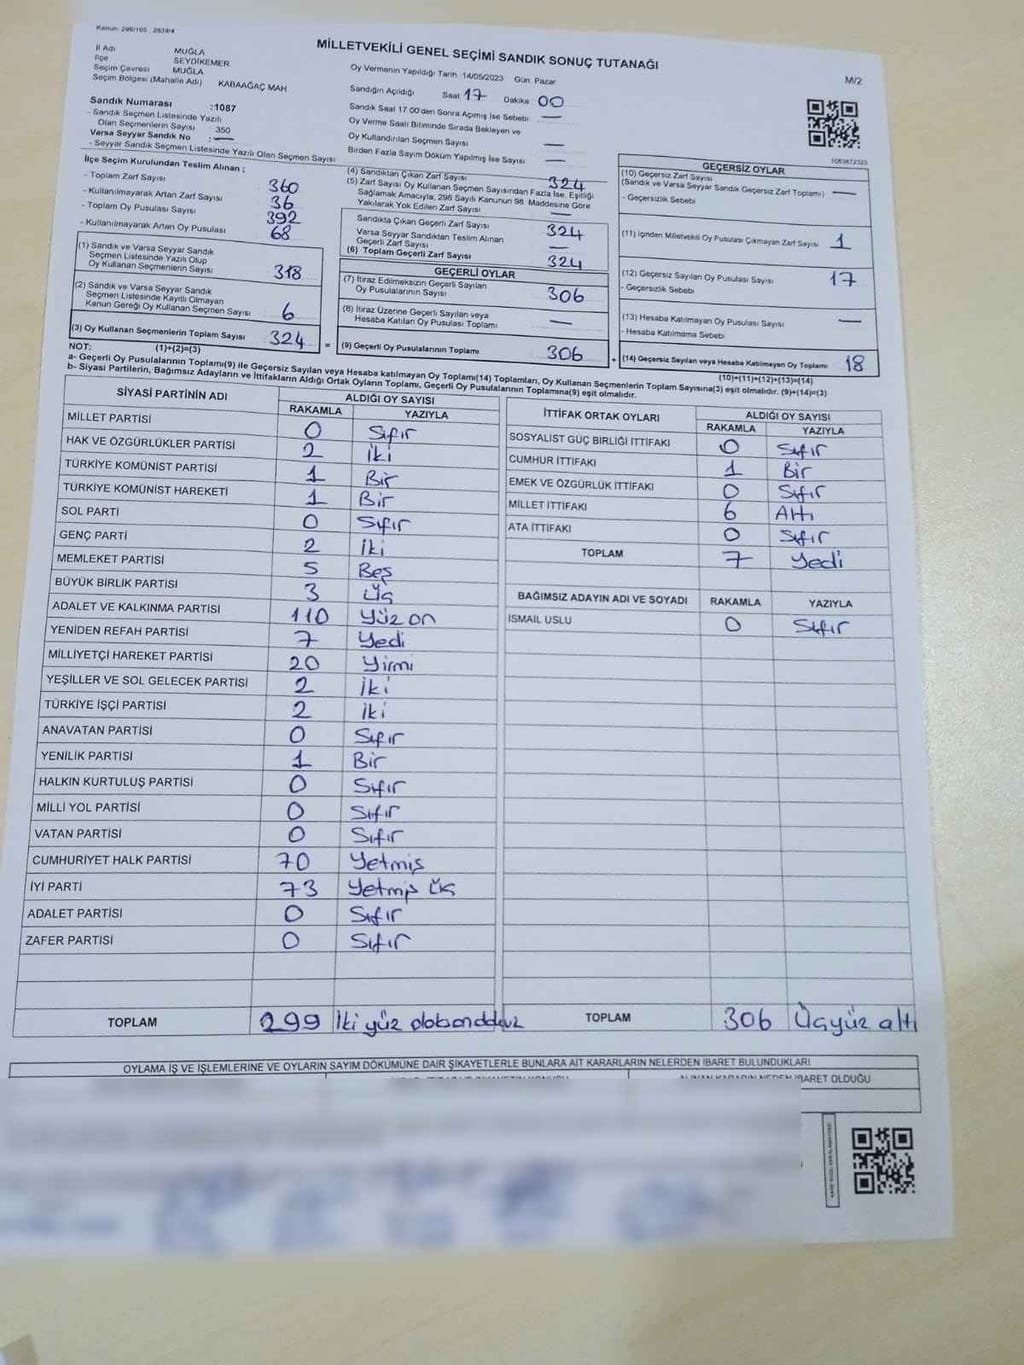 Kanun: 298/105 2839/4
MİLLETVEKİLİ GENEL SEÇİMİ SANDIK SONUÇ TUTANAĞI
M/2
İl Adı MUĞLA
İlçe SEYDİKEMER
Seçim Çevresi MUĞLA
Seçim Bölgesi (Mahalle Adı) KABAAĞAÇ MAH
Sandık Numarası :1087
- Sandık Seçmen Listesinde Yazılı
Olan Seçmenlerin Sayısı : 350
Varsa Seyyar Sandık No : —
- Seyyar Sandık Seçmen Listesinde Yazılı Olan Seçmen Sayısı
Oy Vermenin Yapıldığı Tarih 14/05/2023 Gün Pazar
Sandığın Açıldığı Saat 17 Dakika 00
Sandık Saat 17 00'den Sonra Açılmış İse Sebebi —
Oy Verme Saati Bitiminde Sırada Bekleyen ve
Oy Kullandırılan Seçmen Sayısı —
Birden Fazla Sayım Döküm Yapılmış İse Sayısı —
İlçe Seçim Kurulundan Teslim Alınan ;
- Toplam Zarf Sayısı 360
- Kullanılmayarak Artan Zarf Sayısı 36
- Toplam Oy Pusulası Sayısı 392
- Kullanılmayarak Artan Oy Pusulası 68
(1) Sandık ve Varsa Seyyar Sandık
Seçmen Listesinde Yazılı Olup
Oy Kullanan Seçmenlerin Sayısı 318
(2) Sandık ve Varsa Seyyar Sandık
Seçmen Listesinde Kayıtlı Olmayan
Kanun Gereği Oy Kullanan Seçmen Sayısı 6
(3) Oy Kullanan Seçmenlerin Toplam Sayısı 324
(1)+(2)=(3)
(4) Sandıktan Çıkan Zarf Sayısı 324
(5) Zarf Sayısı Oy Kullanan Seçmen Sayısından Fazla İse, Eşitliği
Sağlamak Amacıyla, 298 Sayılı Kanunun 98. Maddesine Göre
Yakılarak Yok Edilen Zarf Sayısı —
Sandıkta Çıkan Geçerli Zarf Sayısı 324
Varsa Seyyar Sandıktan Teslim Alınan
Geçerli Zarf Sayısı —
(6) Toplam Geçerli Zarf Sayısı 324
GEÇERLİ OYLAR
(7) İtiraz Edilmeksizin Geçerli Sayılan
Oy Pusulalarının Sayısı 306
(8) İtiraz Üzerine Geçerli Sayılan veya
Hesaba Katılan Oy Pusulası Toplamı —
= (9) Geçerli Oy Pusulalarının Toplamı 306
GEÇERSİZ OYLAR
(10) Geçersiz Zarf Sayısı
(Sandık ve Varsa Seyyar Sandık Geçersiz Zarf Toplamı) —
- Geçersizlik Sebebi
(11) İçinden Milletvekili Oy Pusulası Çıkmayan Zarf Sayısı 1
(12) Geçersiz Sayılan Oy Pusulası Sayısı 17
- Geçersizlik Sebebi
(13) Hesaba Katılmayan Oy Pusulası Sayısı —
- Hesaba Katılmama Sebebi
+ (14) Geçersiz Sayılan veya Hesaba Katılmayan Oy Toplamı 18
(10)+(11)+(12)+(13)=(14)
NOT:
a- Geçerli Oy Pusulalarının Toplamı(9) ile Geçersiz Sayılan veya Hesaba Katılmayan Oy Toplamı(14) Toplamları, Oy Kullanan Seçmenlerin Toplam Sayısına(3) eşit olmalıdır. (9)+(14)=(3)
b- Siyasi Partilerin, Bağımsız Adayların ve İttifakların Aldığı Ortak Oyların Toplamı, Geçerli Oy Pusulalarının Toplamına(9) eşit olmalıdır.
SİYASİ PARTİNİN ADI ALDIĞI OY SAYISI
RAKAMLA YAZIYLA
MİLLET PARTİSİ 0 Sıfır
HAK VE ÖZGÜRLÜKLER PARTİSİ 2 İki
TÜRKİYE KOMÜNİST PARTİSİ 1 Bir
TÜRKİYE KOMÜNİST HAREKETİ 1 Bir
SOL PARTİ 0 Sıfır
GENÇ PARTİ 2 İki
MEMLEKET PARTİSİ 5 Beş
BÜYÜK BİRLİK PARTİSİ 3 Üç
ADALET VE KALKINMA PARTİSİ 110 Yüz on
YENİDEN REFAH PARTİSİ 7 Yedi
MİLLİYETÇİ HAREKET PARTİSİ 20 Yirmi
YEŞİLLER VE SOL GELECEK PARTİSİ 2 İki
TÜRKİYE İŞÇİ PARTİSİ 2 İki
ANAVATAN PARTİSİ 0 Sıfır
YENİLİK PARTİSİ 1 Bir
HALKIN KURTULUŞ PARTİSİ 0 Sıfır
MİLLİ YOL PARTİSİ 0 Sıfır
VATAN PARTİSİ 0 Sıfır
CUMHURİYET HALK PARTİSİ 70 Yetmiş
İYİ PARTİ 73 Yetmiş üç
ADALET PARTİSİ 0 Sıfır
ZAFER PARTİSİ 0 Sıfır
TOPLAM 299 İki yüz doksan dokuz
İTTİFAK ORTAK OYLARI ALDIĞI OY SAYISI
RAKAMLA YAZIYLA
SOSYALİST GÜÇ BİRLİĞİ İTTİFAKI 0 Sıfır
CUMHUR İTTİFAKI 1 Bir
EMEK VE ÖZGÜRLÜK İTTİFAKI 0 Sıfır
MİLLET İTTİFAKI 6 Altı
ATA İTTİFAKI 0 Sıfır
TOPLAM 7 Yedi
BAĞIMSIZ ADAYIN ADI VE SOYADI RAKAMLA YAZIYLA
İSMAİL USLU 0 Sıfır
TOPLAM 306 Üçyüz altı
OYLAMA İŞ VE İŞLEMLERİNE VE OYLARIN SAYIM DÖKÜMÜNE DAİR ŞİKAYETLERLE BUNLARA AİT KARARLARIN NELERDEN İBARET BULUNDUKLARI
ALINAN KARARIN NEDEN İBARET OLDUĞU